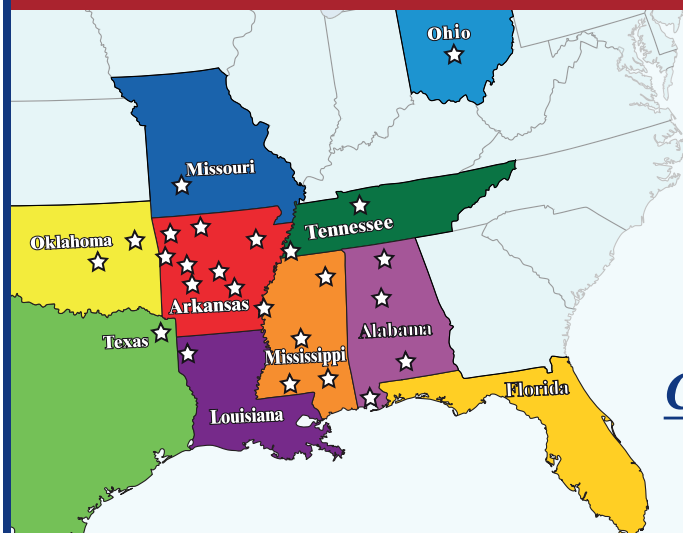 Ohio
Missouri
Tennessee
Oklahoma
Arkansas
Texas
Alabama
Mississippi
Florida
Louisiana